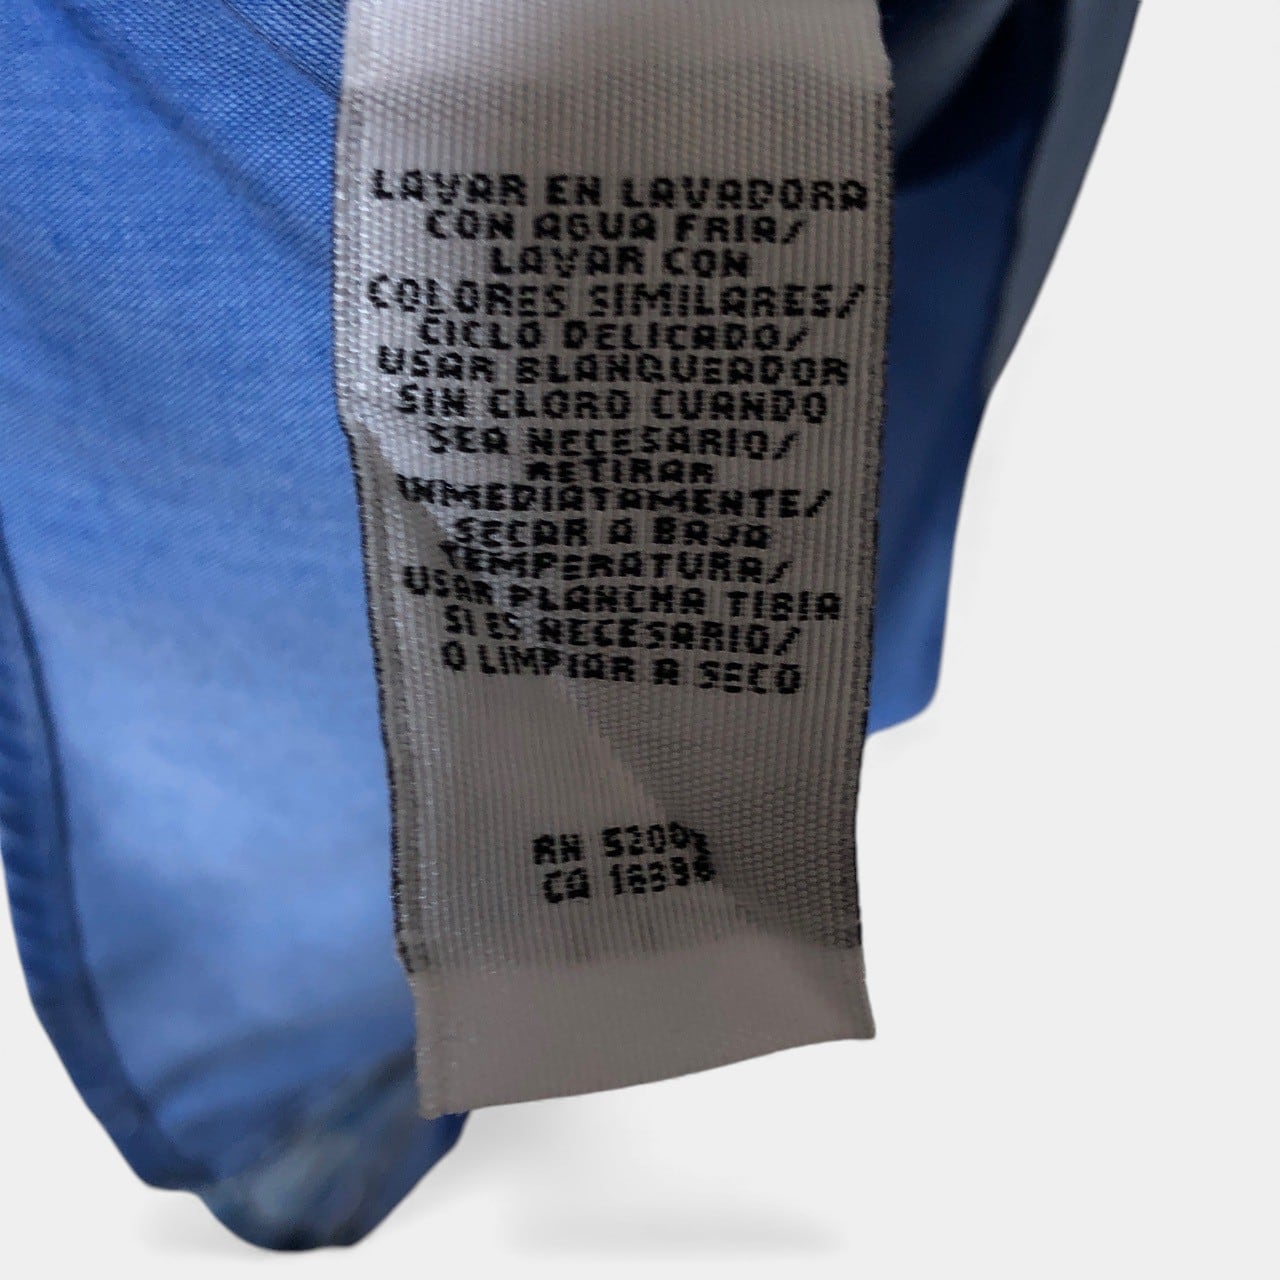 LAVAR EN LAVADORA
CON AGUA FRIA/
LAVAR CON
COLORES SIMILARES/
CICLO DELICADO/
USAR BLANQUEADOR
SIN CLORO CUANDO
SEA NECESARIO/
RETIRAR
INMEDIATAMENTE/
SECAR A BAJA
TEMPERATURA/
USAR PLANCHA TIBIA
SI ES NECESARIO/
O LIMPIAR A SECO
RN
CA